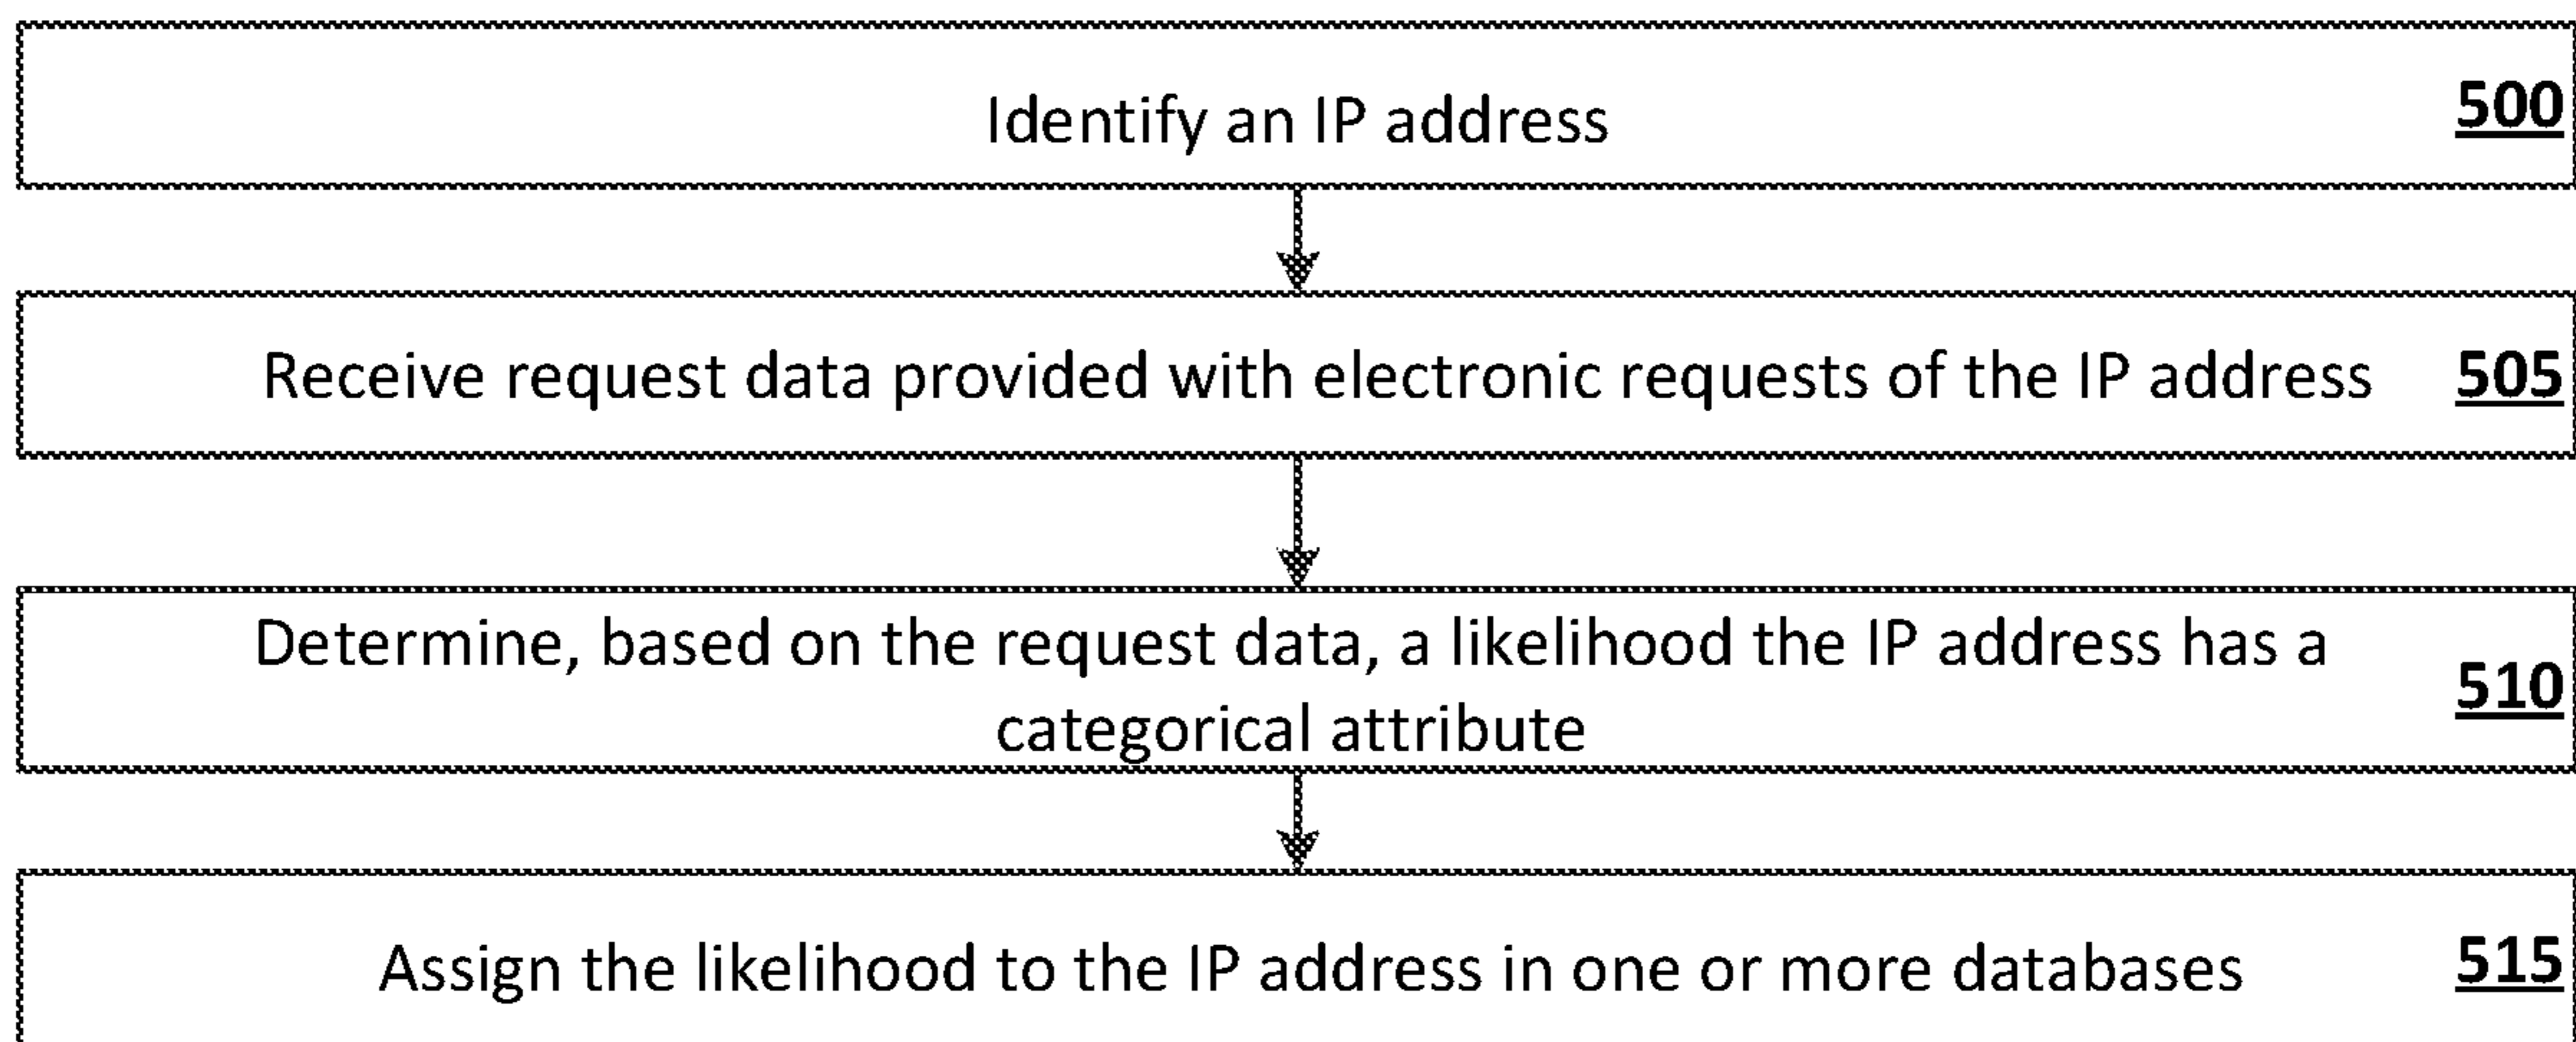 Identify an IP address 500
Receive request data provided with electronic requests of the IP address 505
Determine, based on the request data, a likelihood the IP address has a
categorical attribute
510
Assign the likelihood to the IP address in one or more databases 515